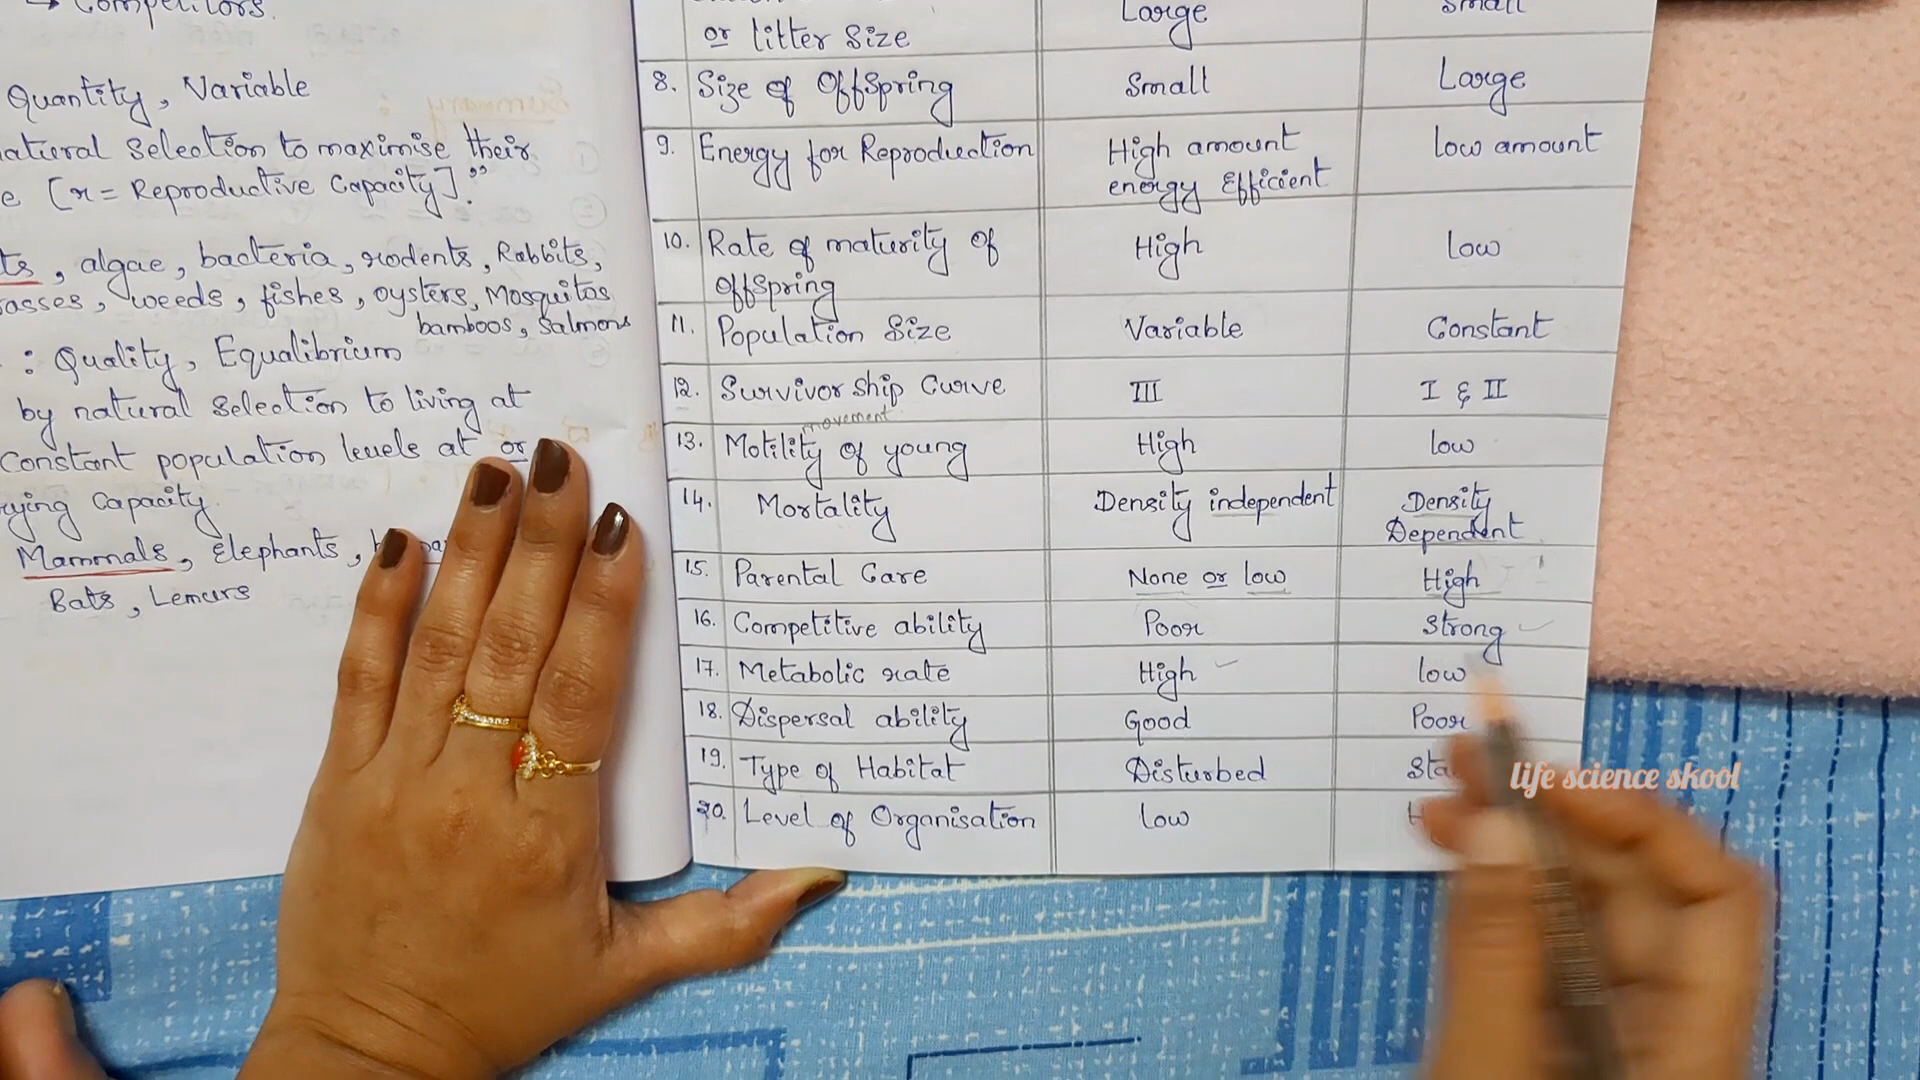 → Competitors.
Quantity, Variable
natural Selection to maximise their
[r = Reproductive Capacity]."
algae, bacteria, rodents, Rabbits,
weeds, fishes, oysters, Mosquitos
bamboos, Salmons
: Quality, Equalibrium
by natural Selection to living at
Constant population levels at or
Capacity.
Mammals, Elephants,
Bats, Lemurs
or litter Size Large Small
8. Size of Offspring Small Large
9. Energy for Reproduction High amount low amount
energy Efficient
10. Rate of maturity of High low
Offspring
11. Population Size Variable Constant
12. Survivor ship Curve III I & II
movement
13. Motility of young High low
14. Mortality Density independent Density
Dependent
15. Parental Care None or low High
16. Competitive ability Poor Strong
17. Metabolic rate High low
18. Dispersal ability Good Poor
19. Type of Habitat Disturbed
20. Level of Organisation low
life science skool